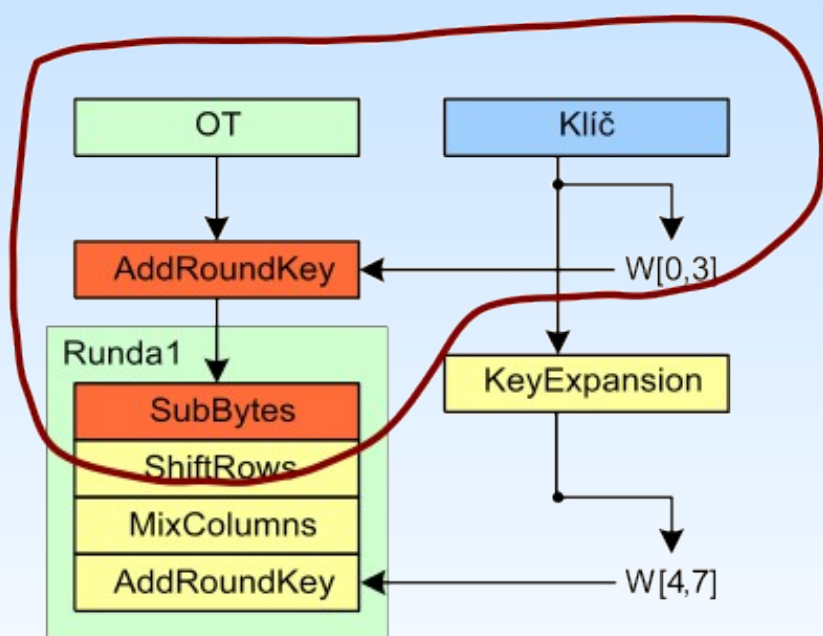 OT
Klíč
AddRoundKey
W[0,3]
Runda1
KeyExpansion
SubBytes
ShiftRows
MixColumns
AddRoundKey
W[4,7]